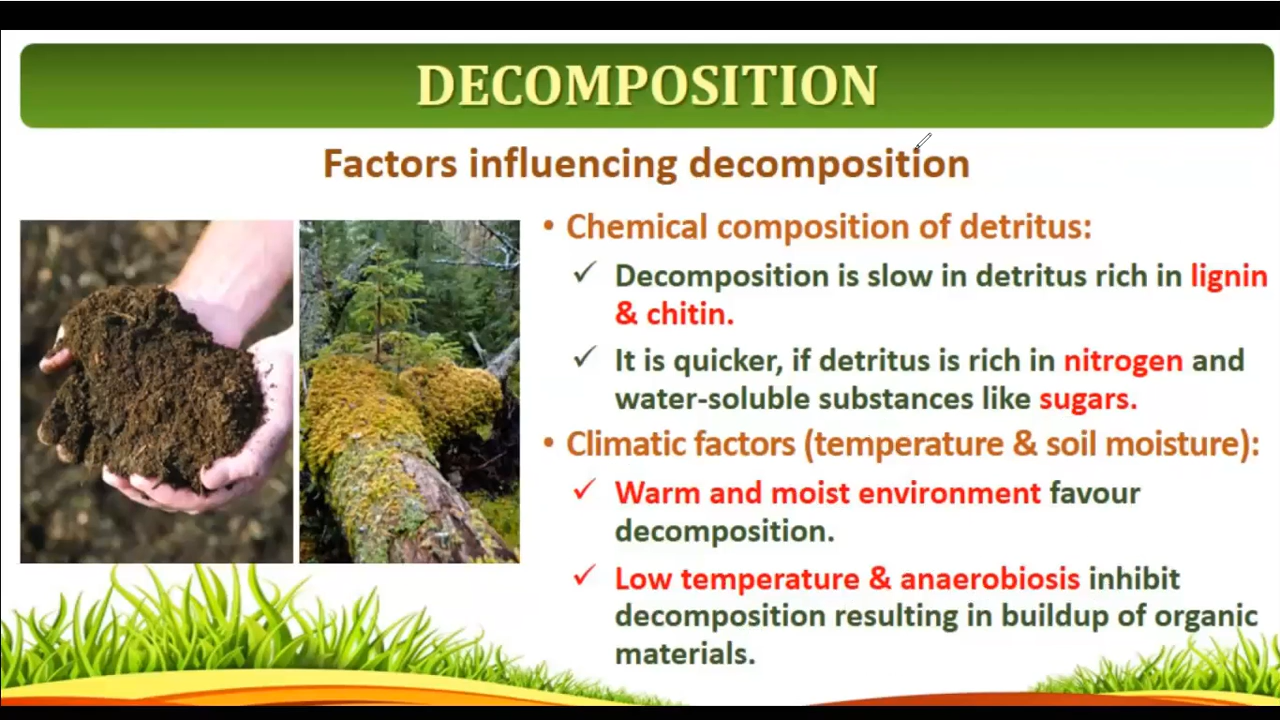 DECOMPOSITION
Factors influencing decomposition
• Chemical composition of detritus:
✓ Decomposition is slow in detritus rich in lignin
& chitin.
✓ It is quicker, if detritus is rich in nitrogen and
water-soluble substances like sugars.
• Climatic factors (temperature & soil moisture):
✓ Warm and moist environment favour
decomposition.
✓ Low temperature & anaerobiosis inhibit
decomposition resulting in buildup of organic
materials.